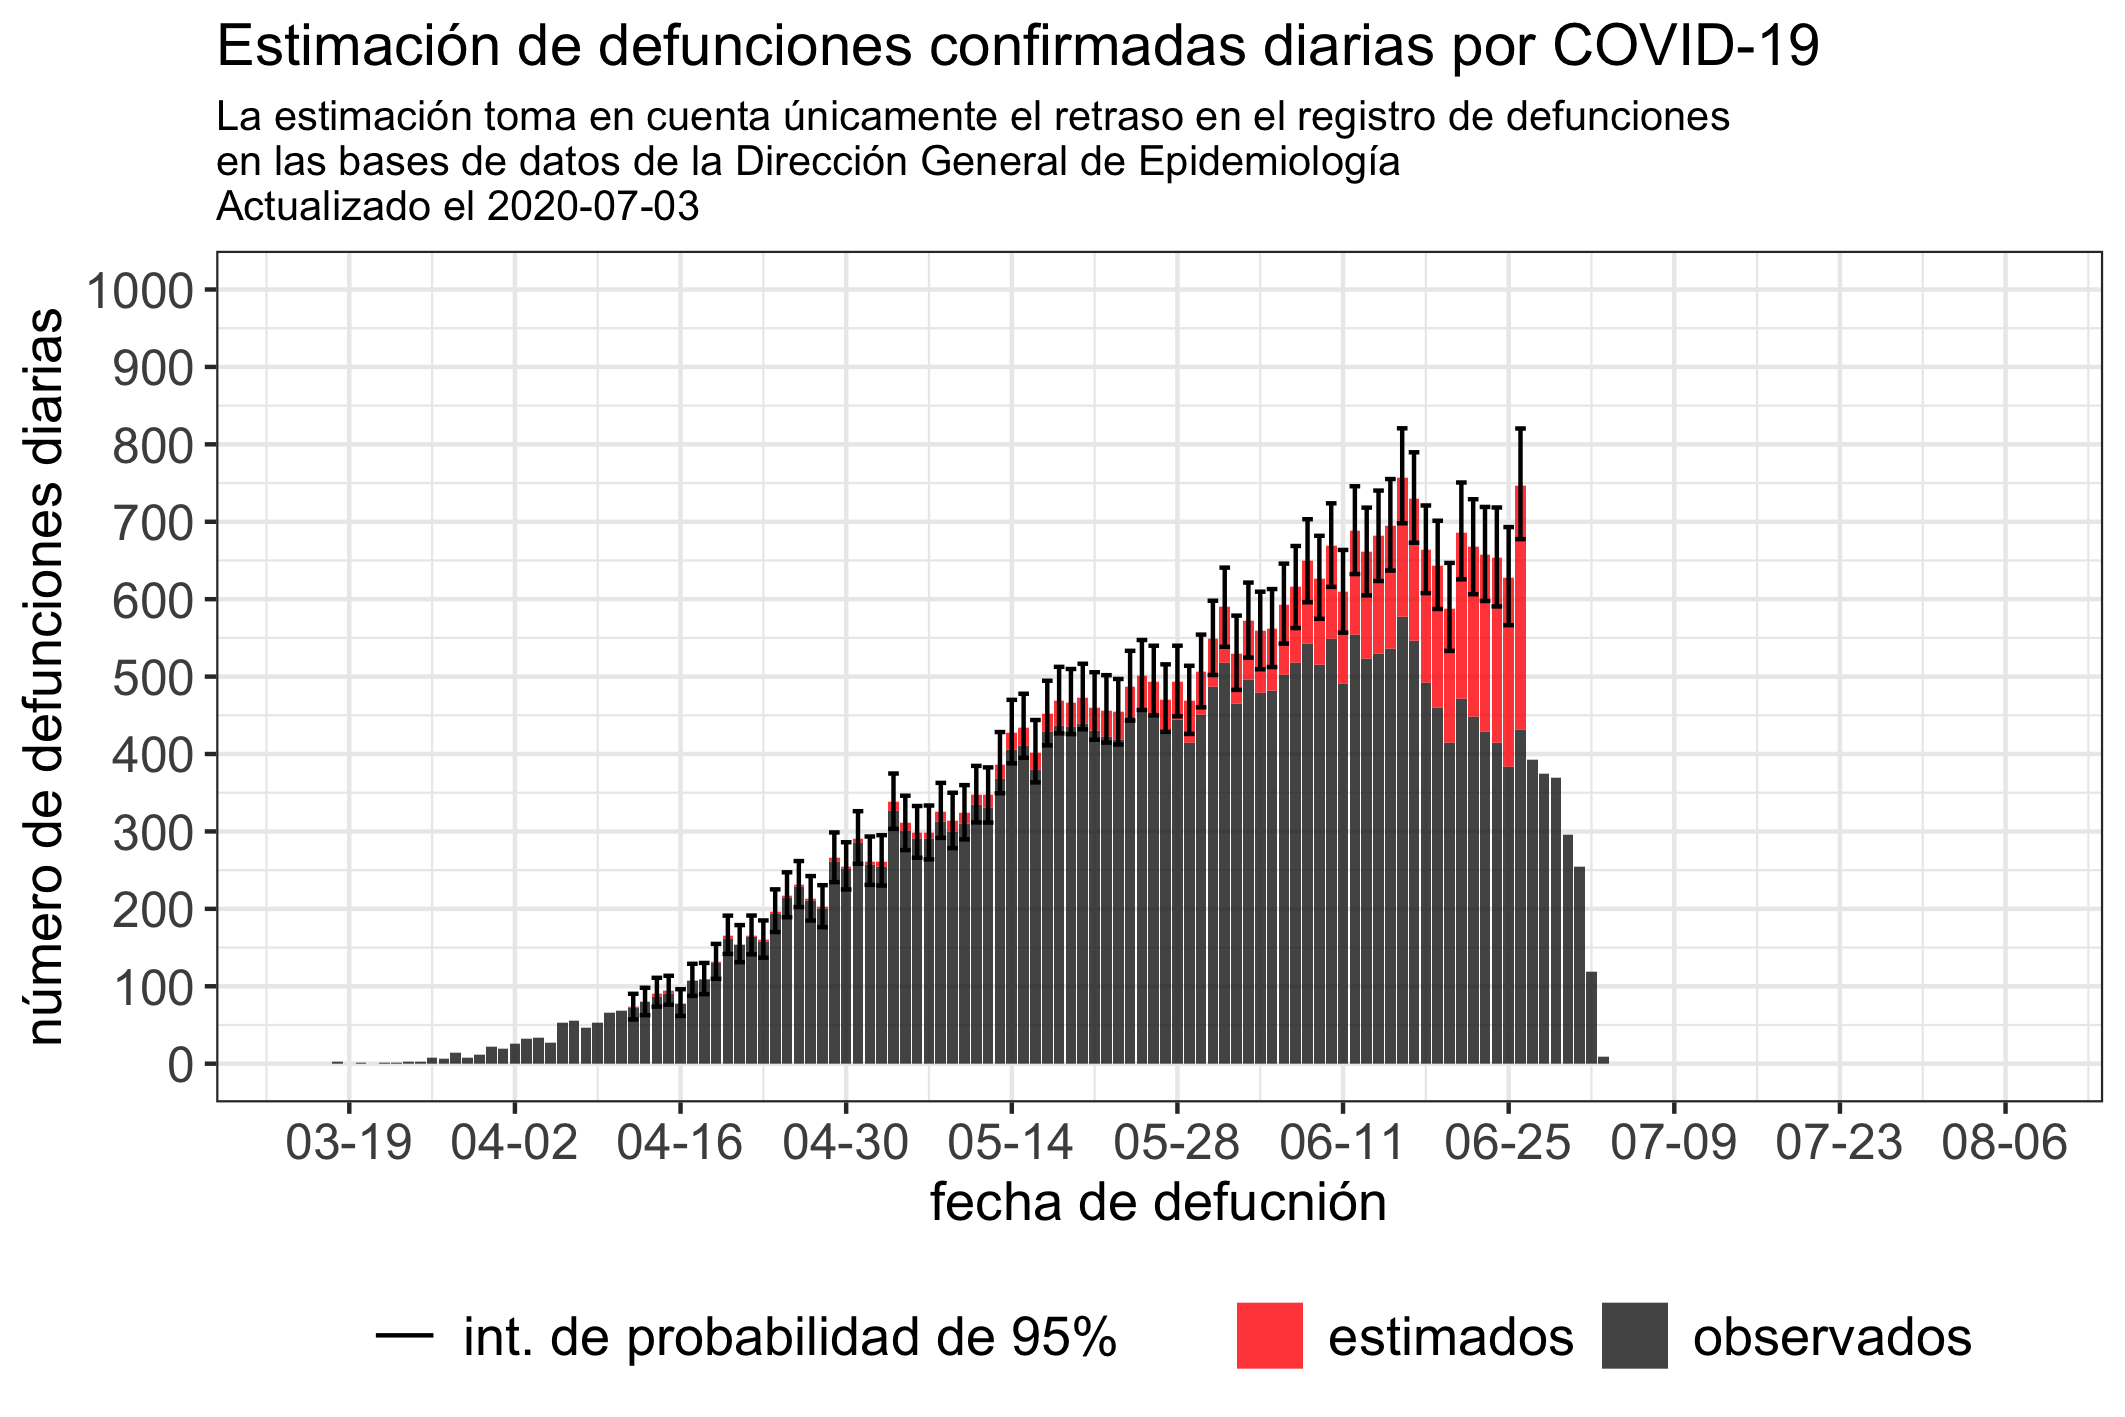 Estimación de defunciones confirmadas diarias por COVID-19
La estimación toma en cuenta únicamente el retraso en el registro de defunciones
en las bases de datos de la Dirección General de Epidemiología
Actualizado el 2020-07-03
número de defunciones diarias
1000
900
800
700
600
500
400
300
200
100
0
03-19 04-02 04-16 04-30 05-14 05-28 06-11 06-25 07-09 07-23 08-06
fecha de defucnión
int. de probabilidad de 95% estimados observados